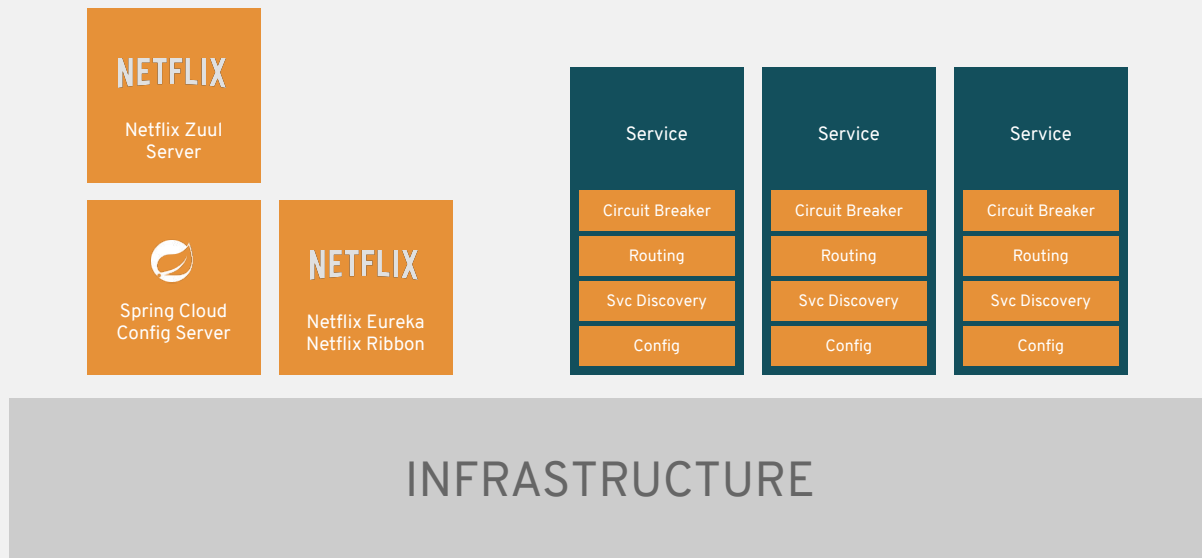 NETFLIX
Netflix Zuul
Server
Spring Cloud
Config Server
NETFLIX
Netflix Eureka
Netflix Ribbon
Service
Circuit Breaker
Routing
Svc Discovery
Config
Service
Circuit Breaker
Routing
Svc Discovery
Config
Service
Circuit Breaker
Routing
Svc Discovery
Config
INFRASTRUCTURE